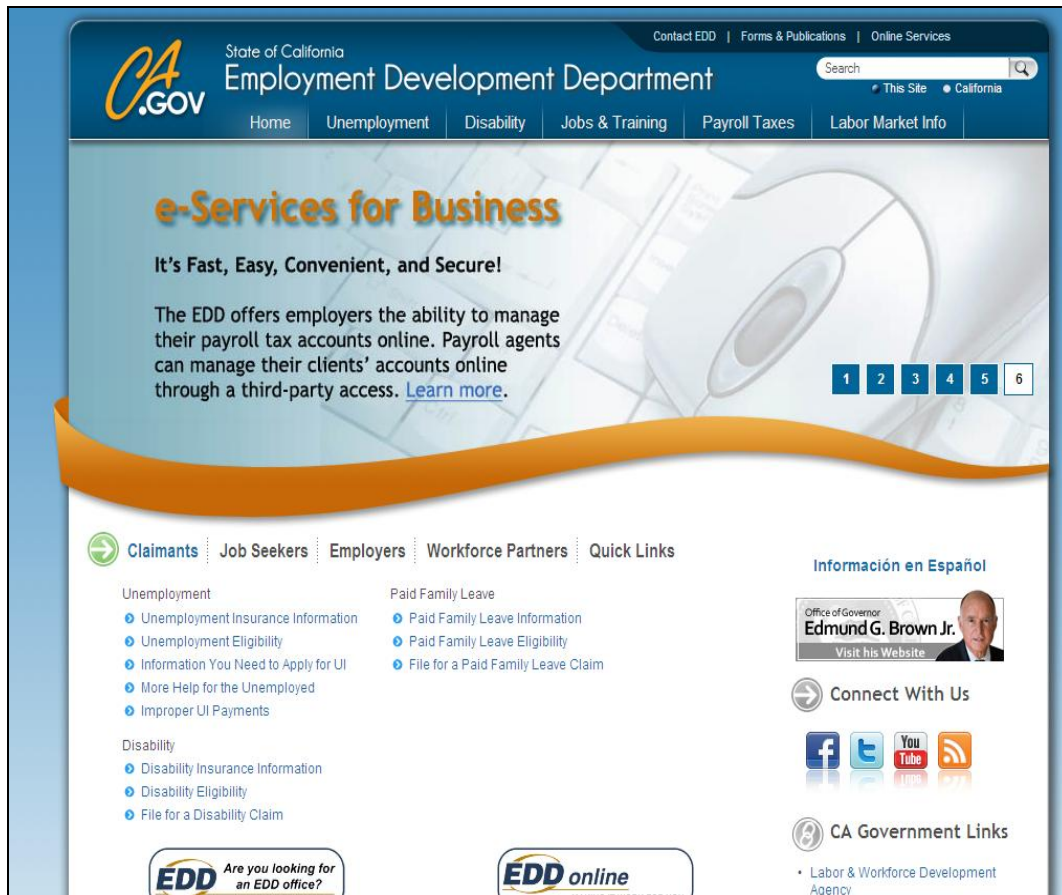 Contact EDD | Forms & Publications | Online Services
CA
.GOV
State of California
Employment Development Department
Search
This Site California
Home Unemployment Disability Jobs & Training Payroll Taxes Labor Market Info
e-Services for Business
It's Fast, Easy, Convenient, and Secure!
The EDD offers employers the ability to manage
their payroll tax accounts online. Payroll agents
can manage their clients' accounts online
through a third-party access. Learn more.
1 2 3 4 5 6
Claimants Job Seekers Employers Workforce Partners Quick Links
Unemployment
Unemployment Insurance Information
Unemployment Eligibility
Information You Need to Apply for UI
More Help for the Unemployed
Improper UI Payments
Disability
Disability Insurance Information
Disability Eligibility
File for a Disability Claim
Paid Family Leave
Paid Family Leave Information
Paid Family Leave Eligibility
File for a Paid Family Leave Claim
EDD Are you looking for
an EDD office?
EDD online
Información en Español
Office of Governor
Edmund G. Brown Jr.
Visit his Website
Connect With Us
You
Tube
CA Government Links
Labor & Workforce Development
Agency